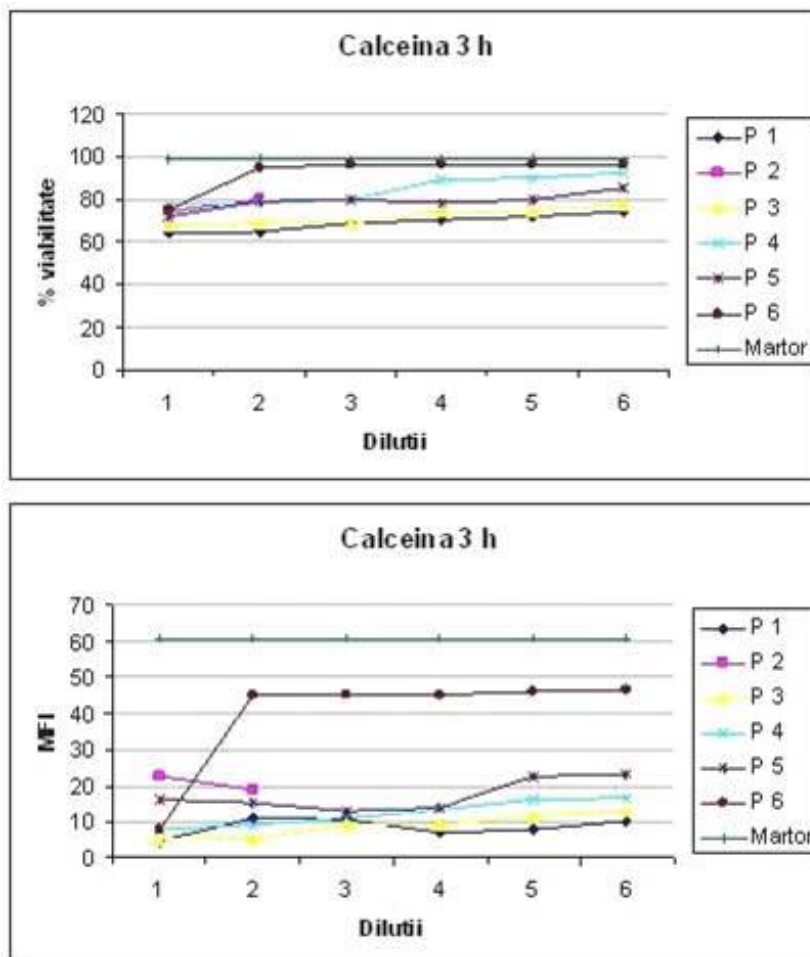 Calceina 3 h
% viabilitate
120
100
80
60
40
20
0
1 2 3 4 5 6
Dilutii
P 1
P 2
P 3
P 4
P 5
P 6
Martor
Calceina 3 h
MFI
70
60
50
40
30
20
10
0
1 2 3 4 5 6
Dilutii
P 1
P 2
P 3
P 4
P 5
P 6
Martor